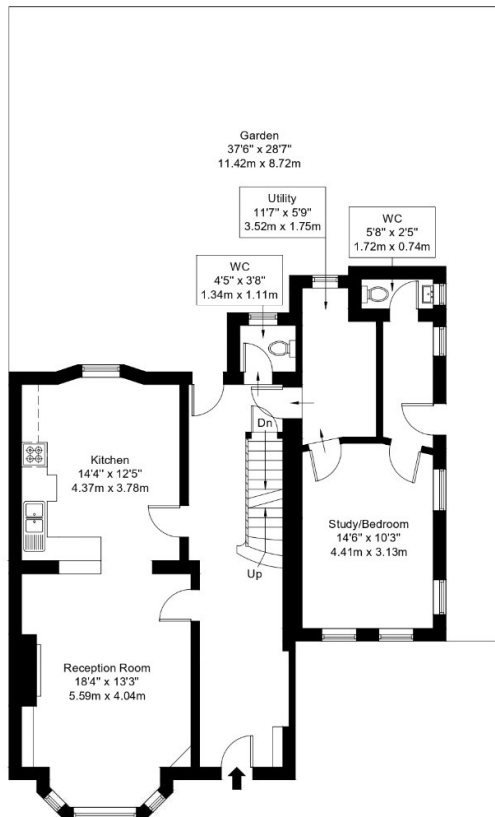 Garden
37'6" x 28'7"
11.42m x 8.72m
Utility
11'7" x 5'9"
3.52m x 1.75m
WC
5'8" x 2'5"
1.72m x 0.74m
WC
4'5" x 3'8"
1.34m x 1.11m
Dn
Kitchen
14'4" x 12'5"
4.37m x 3.78m
Study/Bedroom
14'6" x 10'3"
4.41m x 3.13m
Up
Reception Room
18'4" x 13'3"
5.59m x 4.04m